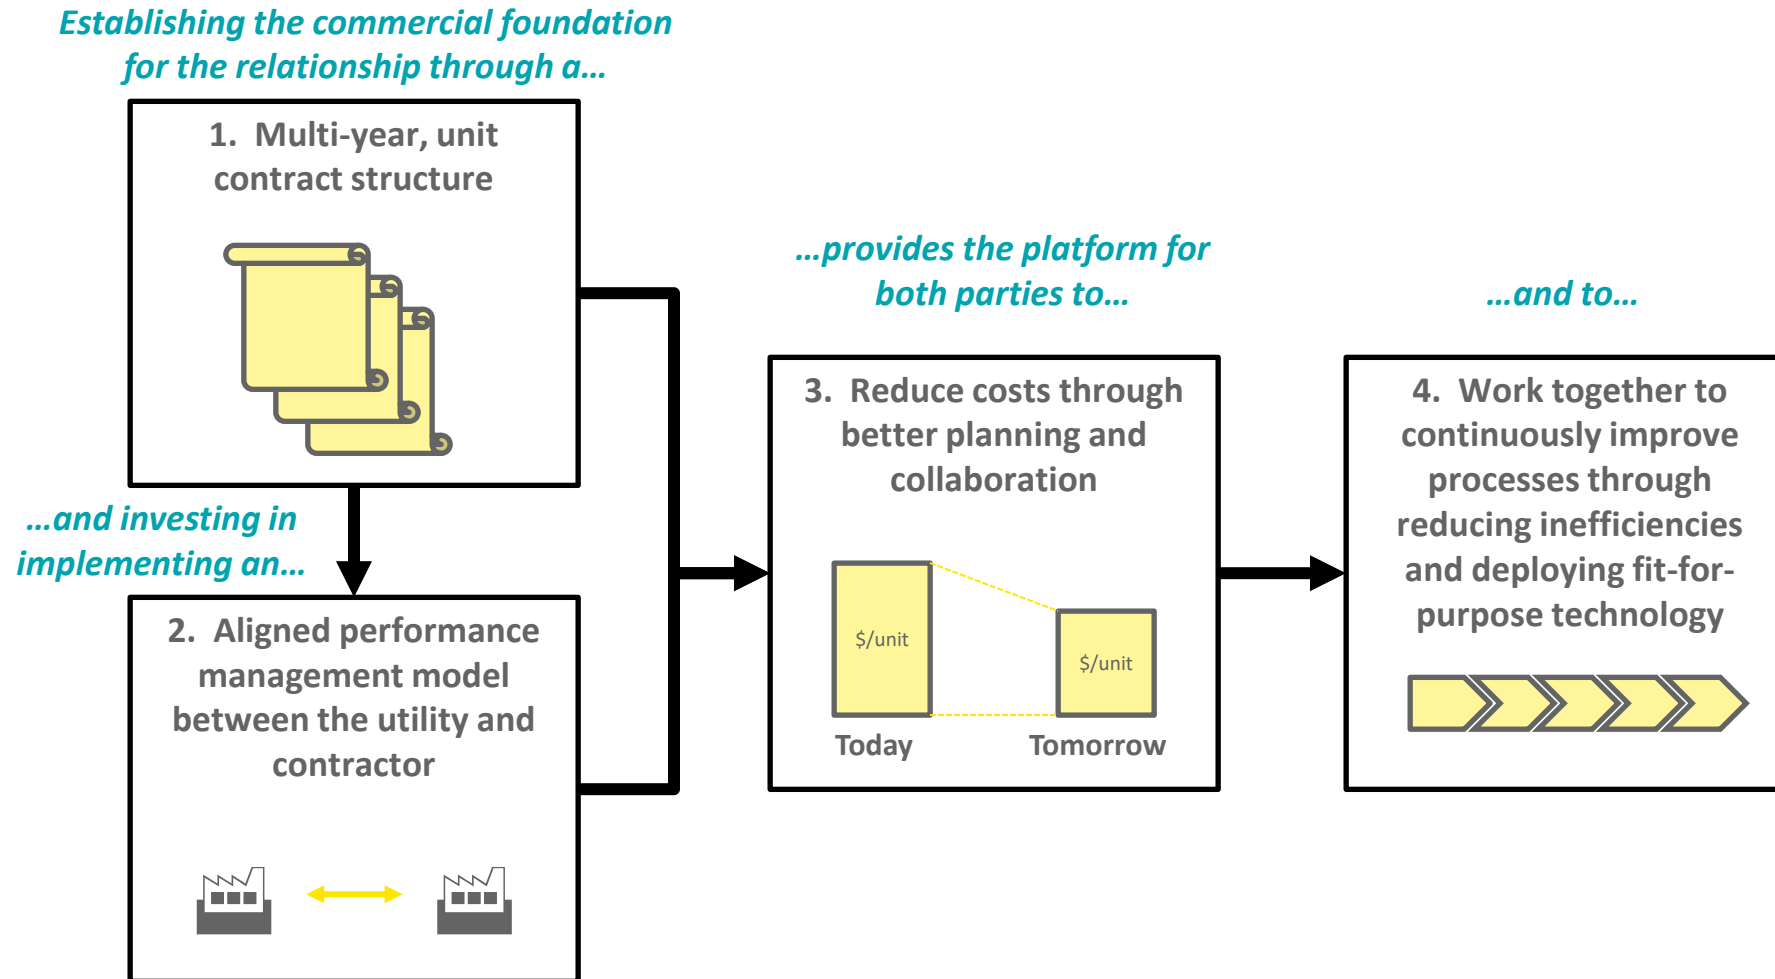 Establishing the commercial foundation
for the relationship through a…
1. Multi-year, unit
contract structure
…and investing in
implementing an…
2. Aligned performance
management model
between the utility and
contractor
…provides the platform for
both parties to…
3. Reduce costs through
better planning and
collaboration
$/unit
$/unit
Today
Tomorrow
…and to…
4. Work together to
continuously improve
processes through
reducing inefficiencies
and deploying fit-for-
purpose technology